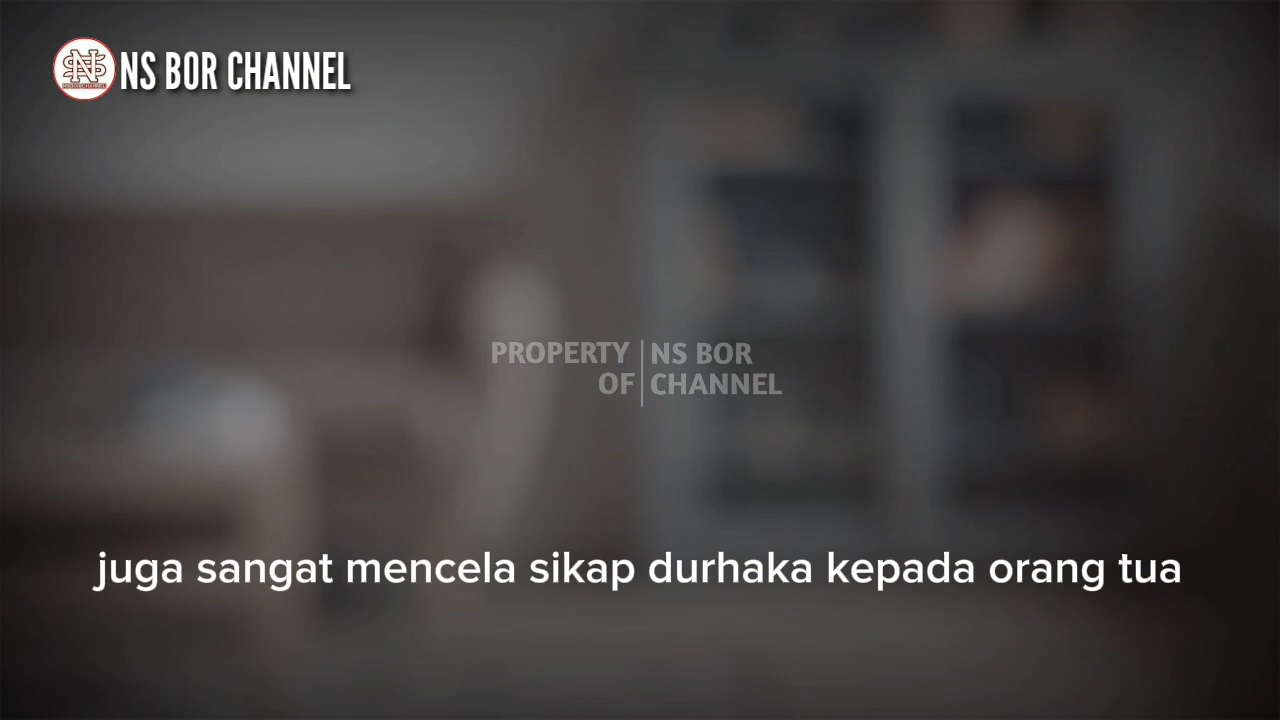 NS BOR CHANNEL
PROPERTY OF
NS BOR CHANNEL
juga sangat mencela sikap durhaka kepada orang tua